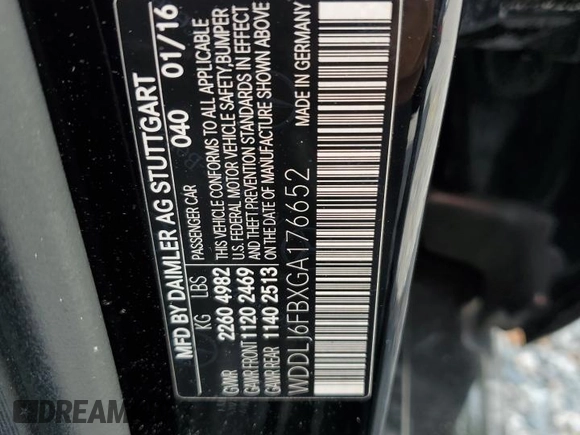 MFD BY DAIMLER AG STUTTGART
040 01/16
KG LBS PASSENGER CAR
GVWR 2260 4982 THIS VEHICLE CONFORMS TO ALL APPLICABLE
U.S. FEDERAL MOTOR VEHICLE SAFETY, BUMPER
GAWR FRONT 1120 2469 AND THEFT PREVENTION STANDARDS IN EFFECT
GAWR REAR 1140 2513 ON THE DATE OF MANUFACTURE SHOWN ABOVE
WDDLJ6FBXGA176652
MADE IN GERMANY
DREAM